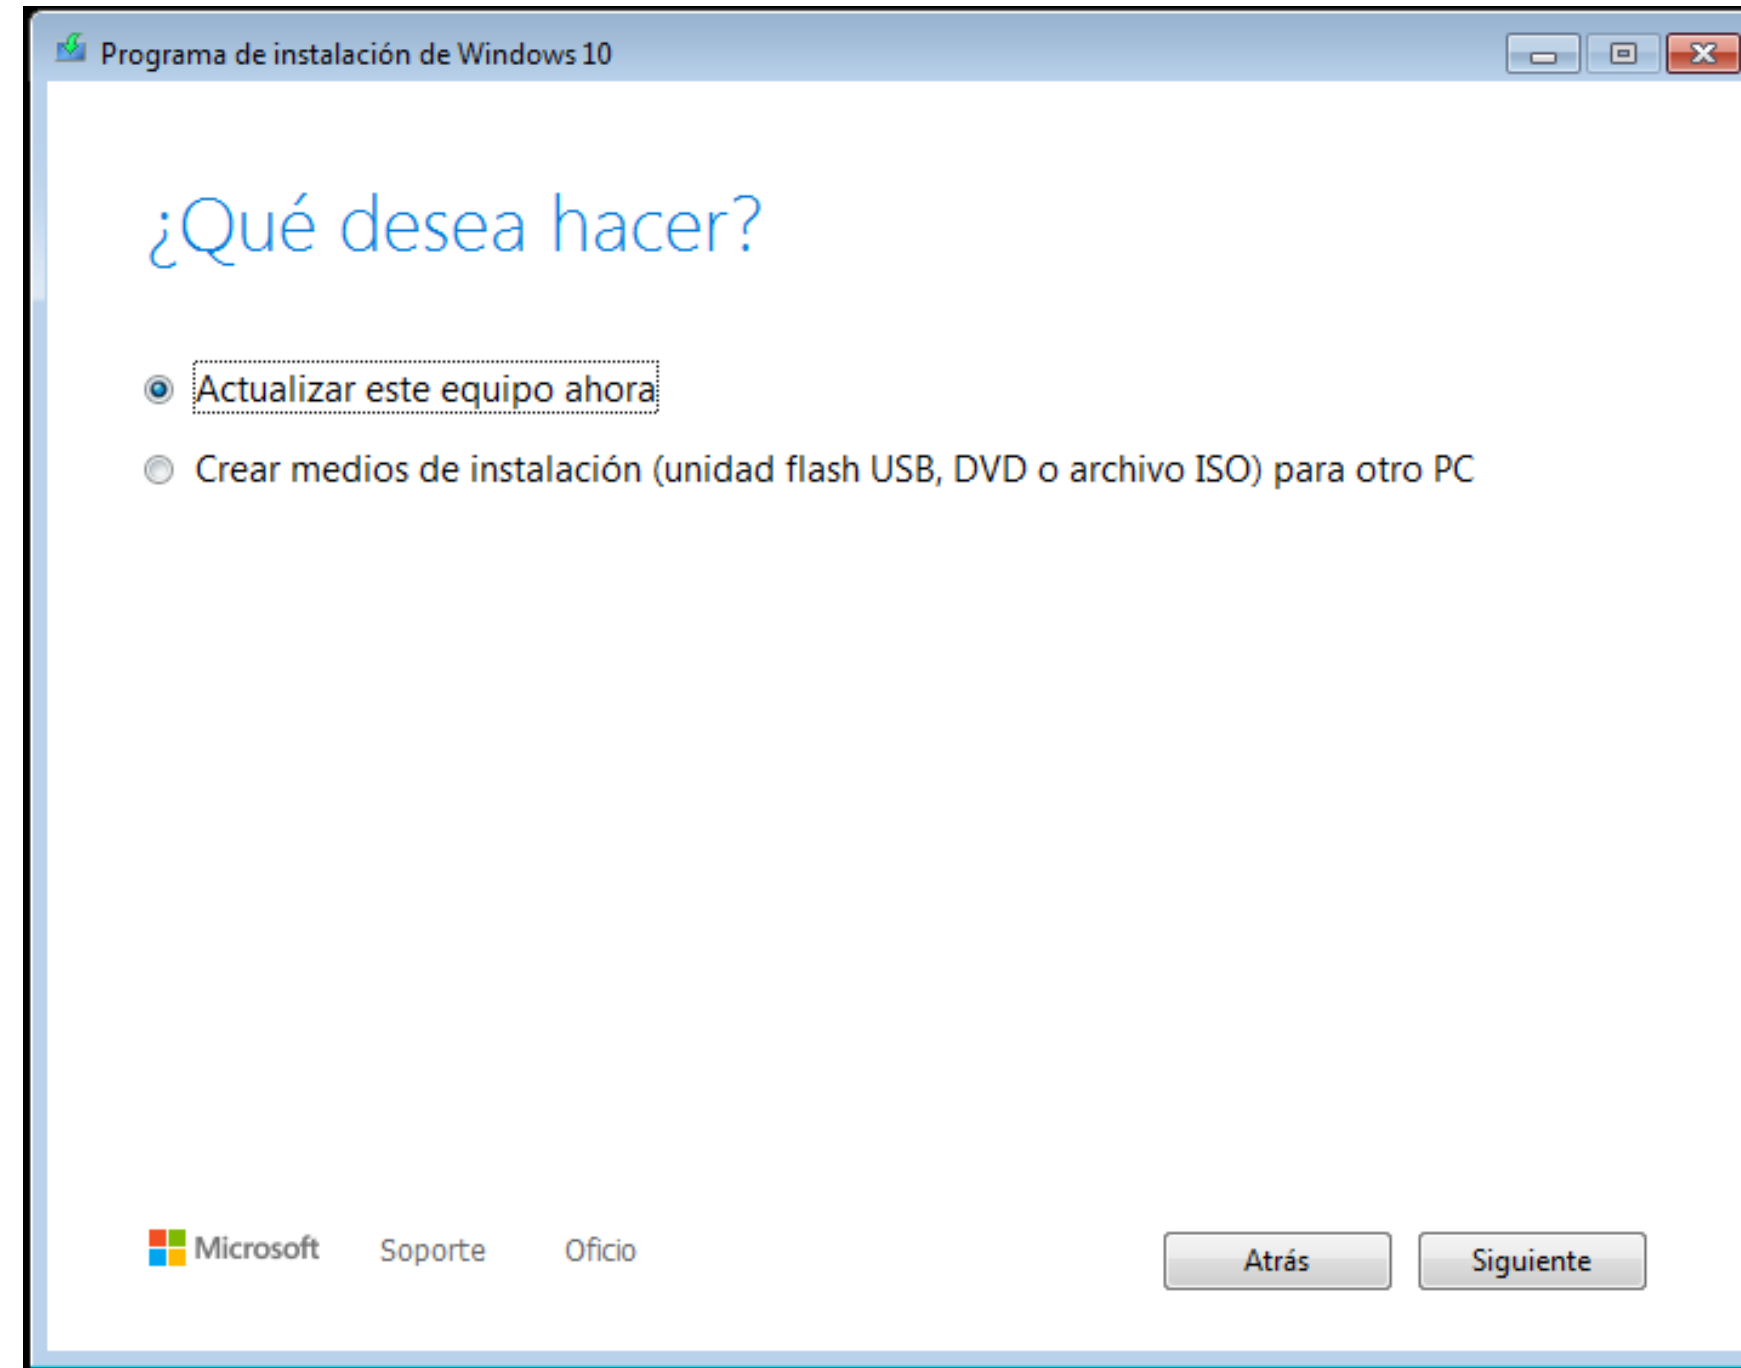 Programa de instalación de Windows 10
¿Qué desea hacer?
Actualizar este equipo ahora
Crear medios de instalación (unidad flash USB, DVD o archivo ISO) para otro PC
Microsoft Soporte Oficio Atrás Siguiente